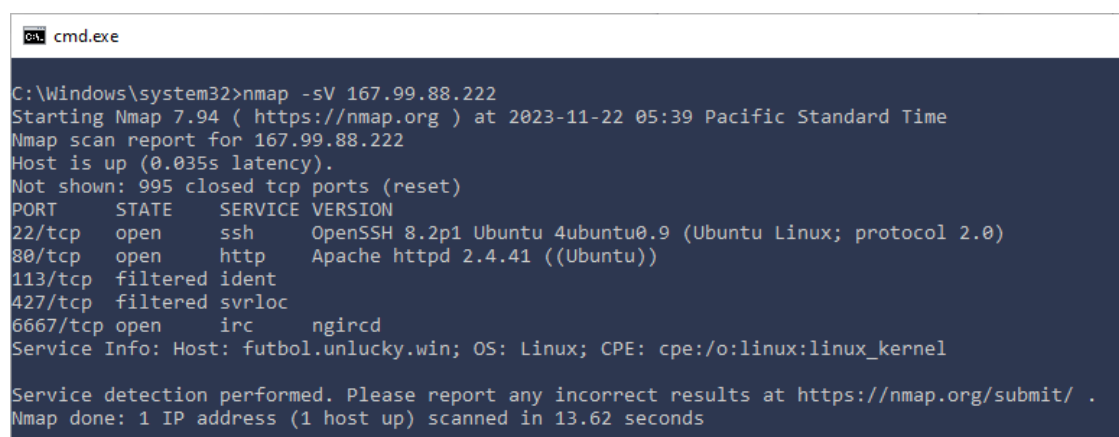 cmd.exe
C:\Windows\system32>nmap -sV 167.99.88.222
Starting Nmap 7.94 ( https://nmap.org ) at 2023-11-22 05:39 Pacific Standard Time
Nmap scan report for 167.99.88.222
Host is up (0.035s latency).
Not shown: 995 closed tcp ports (reset)
PORT     STATE    SERVICE VERSION
22/tcp   open     ssh     OpenSSH 8.2p1 Ubuntu 4ubuntu0.9 (Ubuntu Linux; protocol 2.0)
80/tcp   open     http    Apache httpd 2.4.41 ((Ubuntu))
113/tcp  filtered ident
427/tcp  filtered svrloc
6667/tcp open     irc     ngircd
Service Info: Host: futbol.unlucky.win; OS: Linux; CPE: cpe:/o:linux:linux_kernel
Service detection performed. Please report any incorrect results at https://nmap.org/submit/ .
Nmap done: 1 IP address (1 host up) scanned in 13.62 seconds